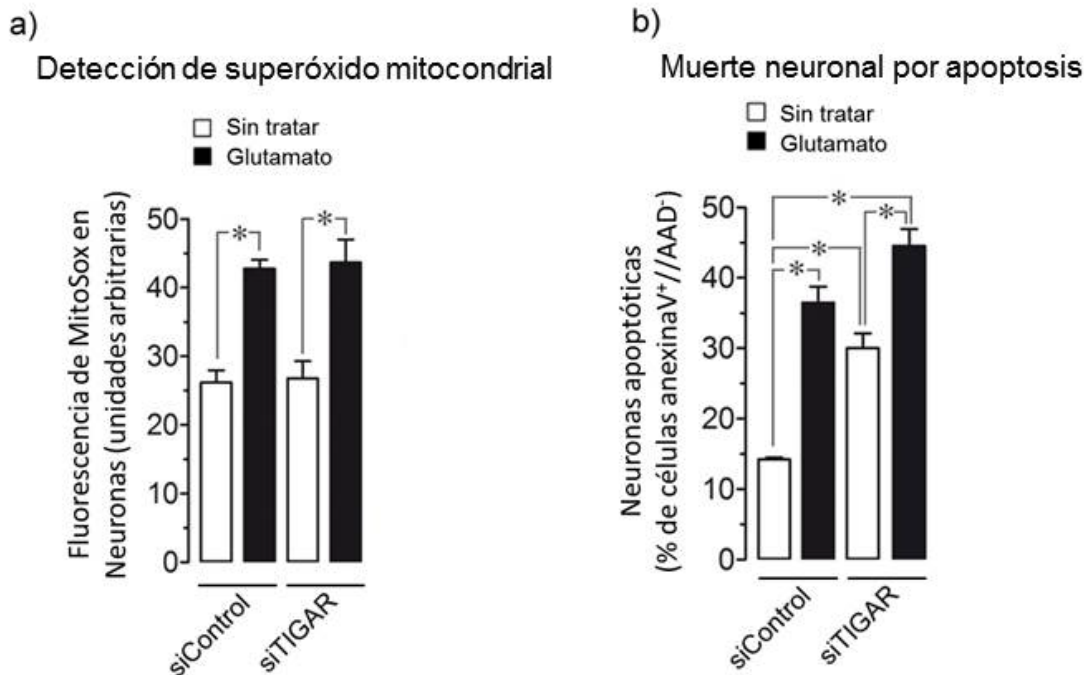 a)
Detección de superóxido mitocondrial
Sin tratar
Glutamato
Fluorescencia de MitoSox en
Neuronas (unidades arbitrarias)
50
40
30
20
10
0
*
*
siControl
siTIGAR
b)
Muerte neuronal por apoptosis
Sin tratar
Glutamato
Neuronas apoptóticas
(% de células anexinaV⁺//AAD⁻)
50
40
30
20
10
0
*
*
*
*
siControl
siTIGAR